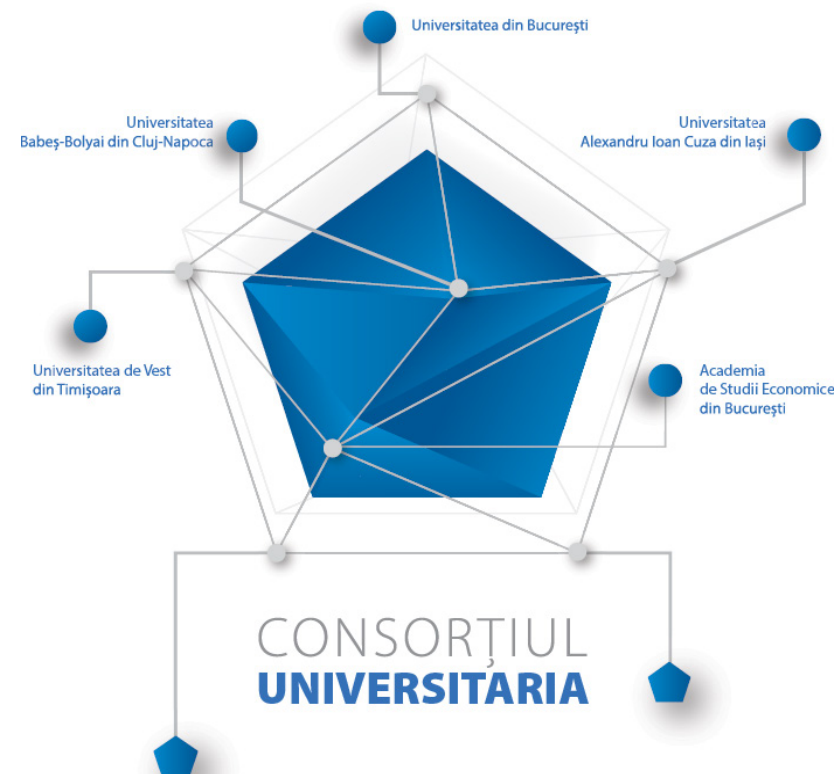 Universitatea din București
Universitatea
Babeș-Bolyai din Cluj-Napoca
Universitatea
Alexandru Ioan Cuza din Iași
Universitatea de Vest
din Timișoara
Academia
de Studii Economice
din București
CONSORȚIUL
UNIVERSITARIA